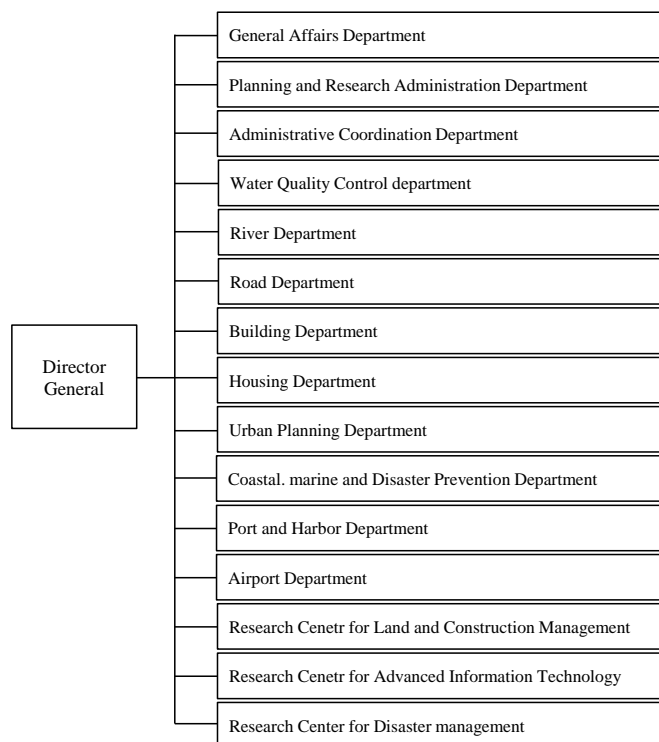 General Affairs Department
Planning and Research Administration Department
Administrative Coordination Department
Water Quality Control department
River Department
Road Department
Building Department
Director
General
Housing Department
Urban Planning Department
Coastal. marine and Disaster Prevention Department
Port and Harbor Department
Airport Department
Research Cenetr for Land and Construction Management
Research Cenetr for Advanced Information Technology
Research Center for Disaster management